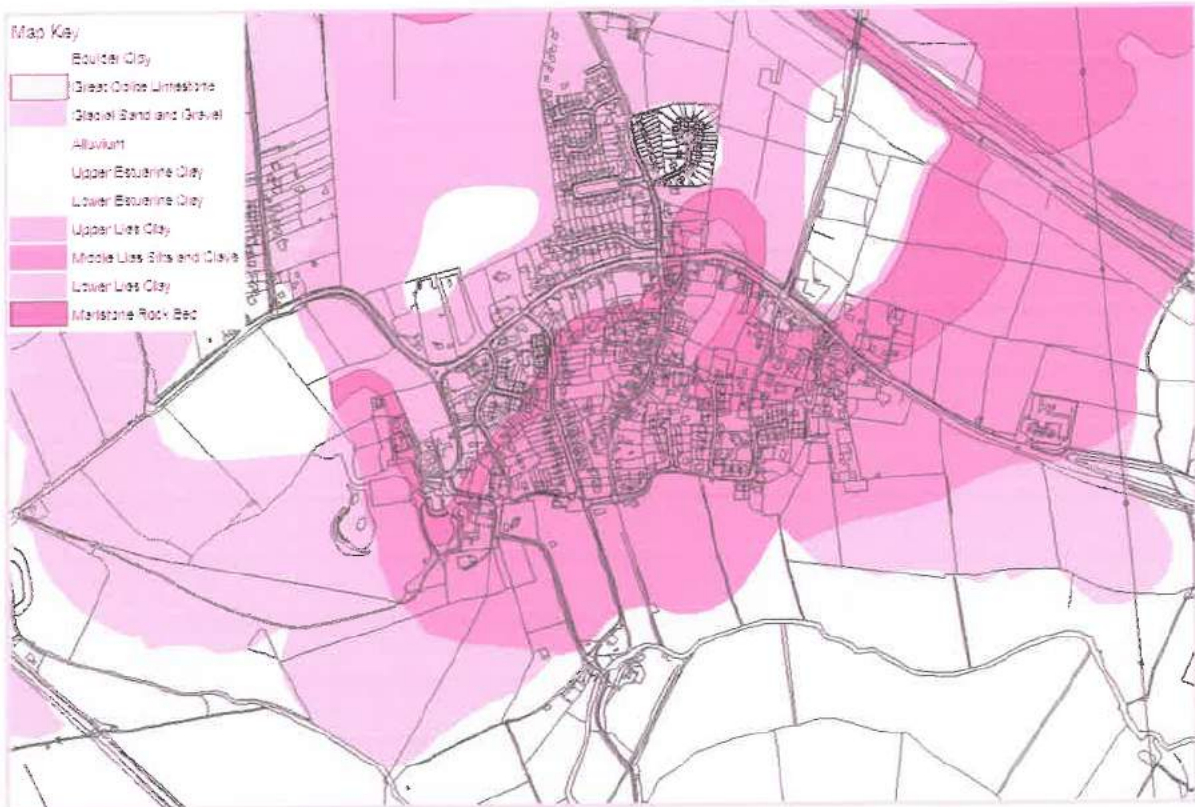 Map Key
Boulder Clay
Great Oolite Limestone
Glacial Sand and Gravel
Alluvium
Upper Estuarine Clay
Lower Estuarine Clay
Upper Lias Clay
Middle Lias Silts and Clays
Lower Lias Clay
Marlstone Rock Bed